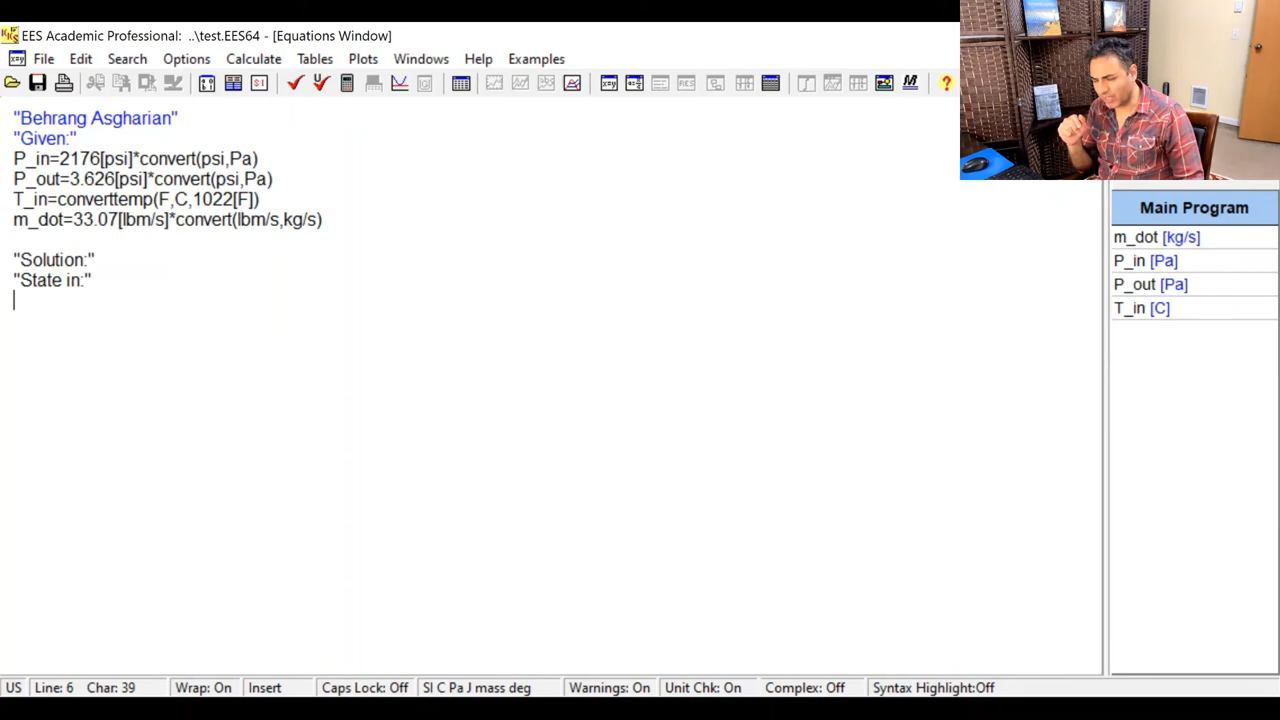 EES Academic Professional: ..\test.EES64 - [Equations Window]
File Edit Search Options Calculate Tables Plots Windows Help Examples
"Behrang Asgharian"
"Given:"
P_in=2176[psi]*convert(psi,Pa)
P_out=3.626[psi]*convert(psi,Pa)
T_in=converttemp(F,C,1022[F])
m_dot=33.07[lbm/s]*convert(lbm/s,kg/s)
"Solution:"
"State in:"
Main Program
m_dot [kg/s]
P_in [Pa]
P_out [Pa]
T_in [C]
US Line: 6 Char: 39 Wrap: On Insert Caps Lock: Off SI C Pa J mass deg Warnings: On Unit Chk: On Complex: Off Syntax Highlight:Off